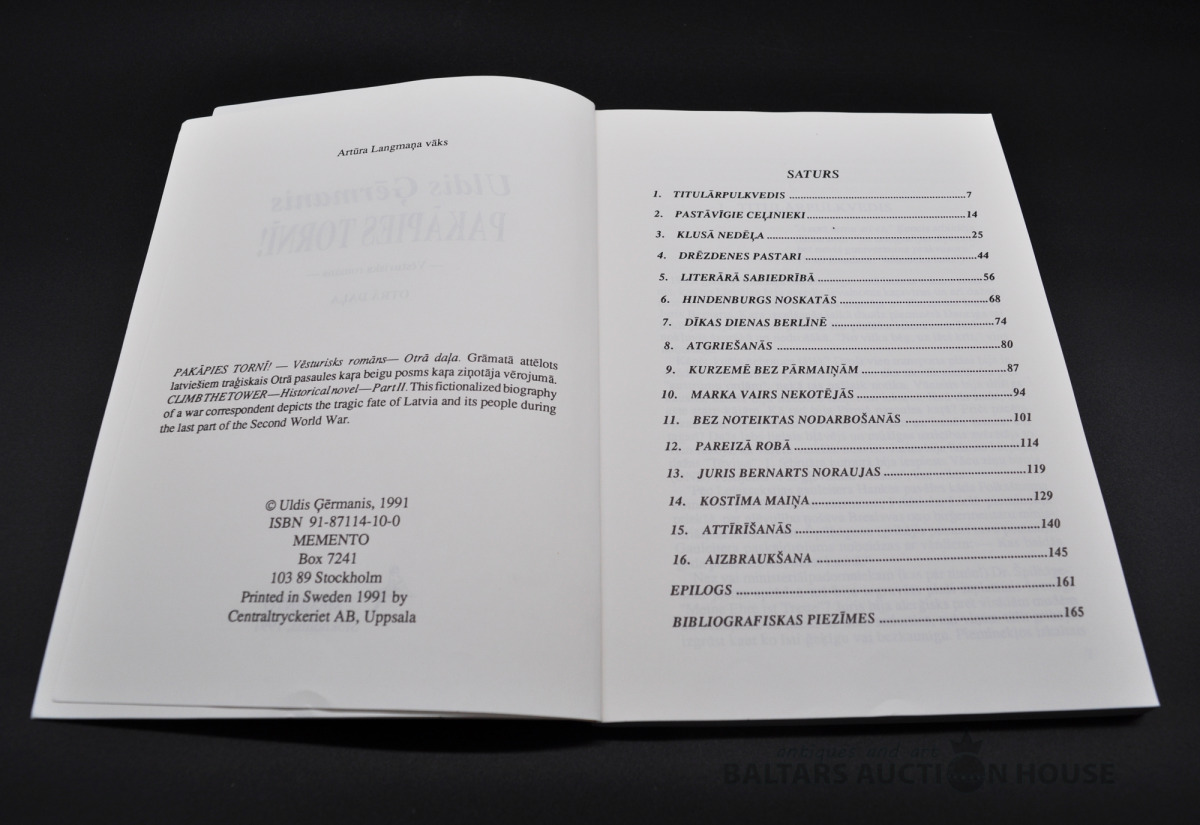 Artūra Langmaņa vāks
PAKĀPIES TORNĪ! — Vēsturisks romāns— Otrā daļa. Grāmatā attēlots
latviešiem traģiskais Otrā pasaules kaŗa beigu posms kaŗa ziņotāja vērojumā.
CLIMB THE TOWER—Historical novel—Part II. This fictionalized biography
of a war correspondent depicts the tragic fate of Latvia and its people during
the last part of the Second World War.
© Uldis Ģērmanis, 1991
ISBN 91-87114-10-0
MEMENTO
Box 7241
103 89 Stockholm
Printed in Sweden 1991 by
Centraltryckeriet AB, Uppsala
SATURS
1. TITULĀRPULKVEDIS ...... 7
2. PASTĀVĪGIE CEĻINIEKI ...... 14
3. KLUSĀ NEDĒĻA ...... 25
4. DRĒZDENES PASTARI ...... 44
5. LITERĀRĀ SABIEDRĪBĀ ...... 56
6. HINDENBURGS NOSKATĀS ...... 68
7. DĪKAS DIENAS BERLĪNĒ ...... 74
8. ATGRIEŠANĀS ...... 80
9. KURZEMĒ BEZ PĀRMAIŅĀM ...... 87
10. MARKA VAIRS NEKOTĒJĀS ...... 94
11. BEZ NOTEIKTAS NODARBOŠANĀS ...... 101
12. PAREIZĀ ROBĀ ...... 114
13. JURIS BERNARTS NORAUJAS ...... 119
14. KOSTĪMA MAIŅA ...... 129
15. ATTĪRĪŠANĀS ...... 140
16. AIZBRAUKŠANA ...... 145
EPILOGS ...... 161
BIBLIOGRAFISKAS PIEZĪMES ...... 165
antiques and art
BALTARS AUCTION HOUSE